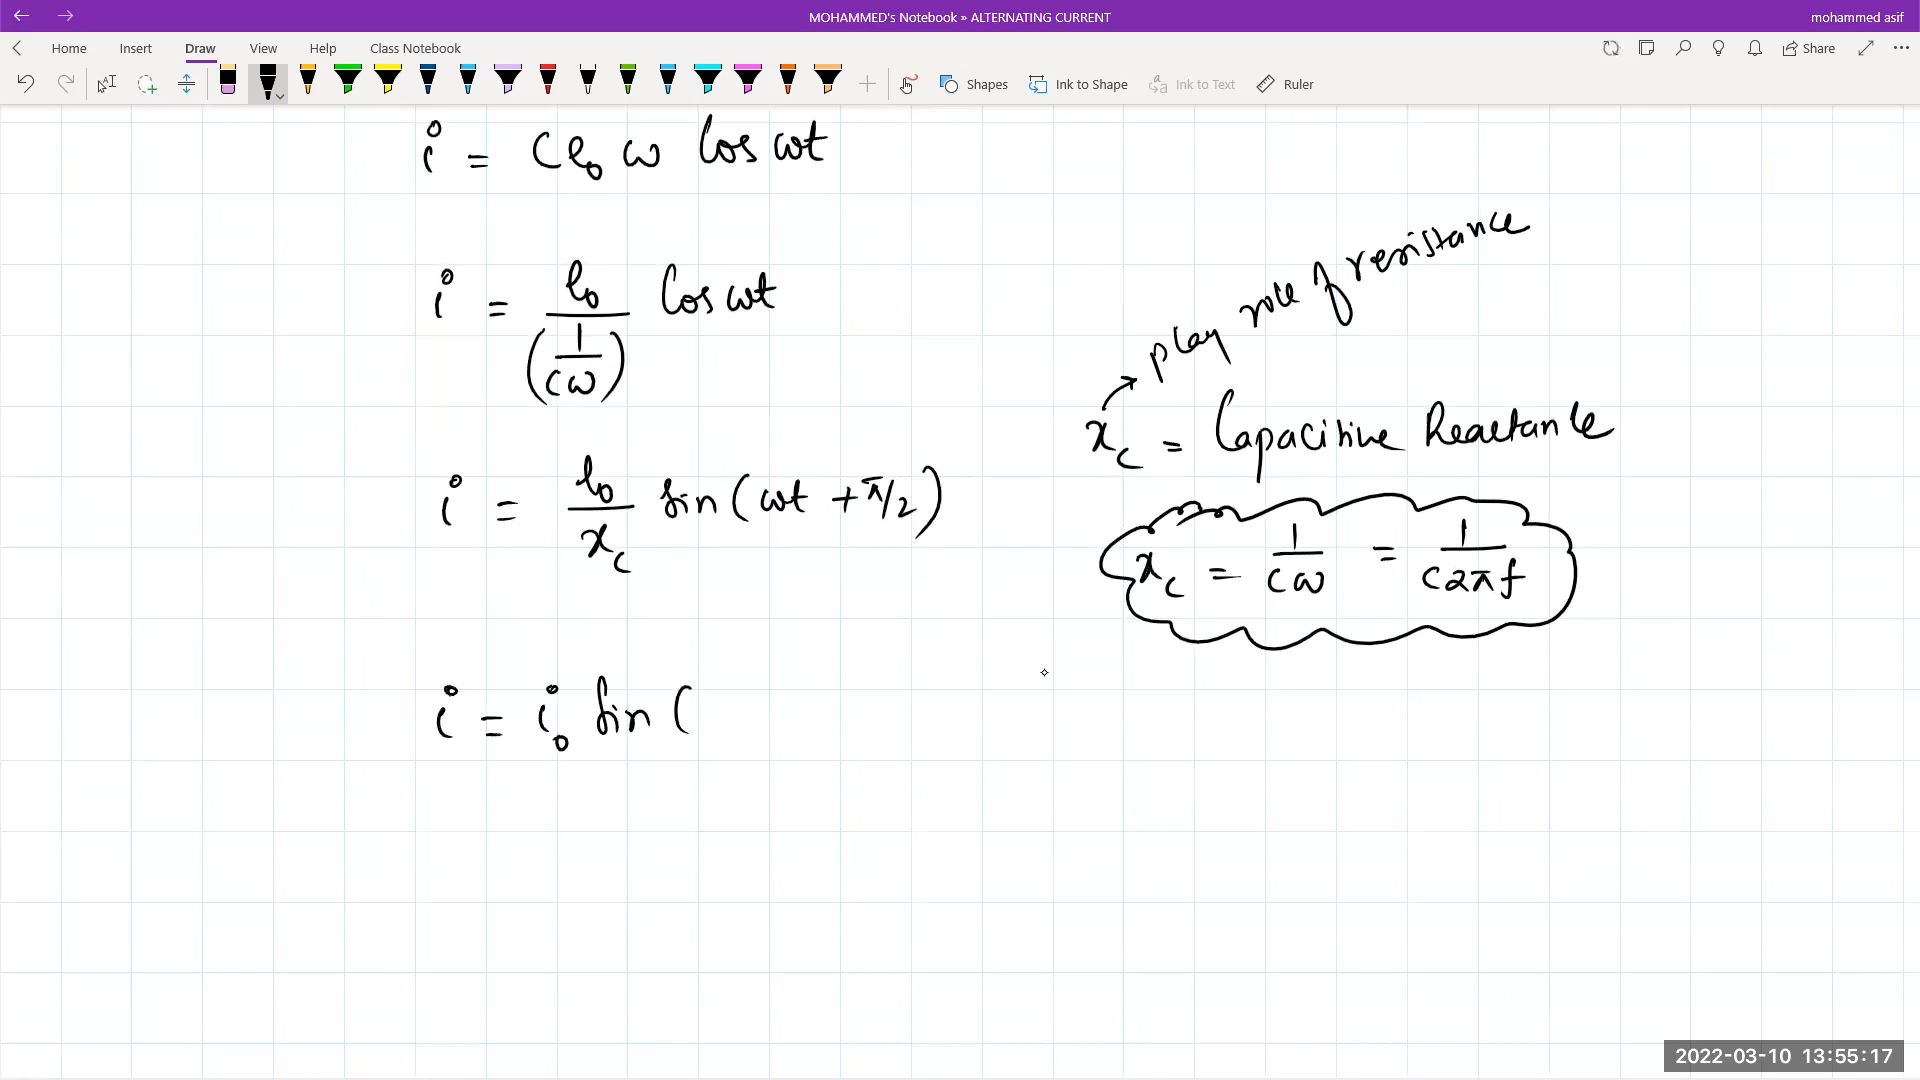 MOHAMMED's Notebook » ALTERNATING CURRENT
mohammed asif
Home Insert Draw View Help Class Notebook
Share
Shapes Ink to Shape Ink to Text Ruler
i = C e₀ ω Cos ωt
i = e₀ / (1/Cω) Cos ωt
play role of resistance
x_C = Capacitive Reactance
i = e₀/x_C Sin (ωt + π/2)
x_C = 1/Cω = 1/C2πf
i = i₀ Sin (
2022-03-10 13:55:17